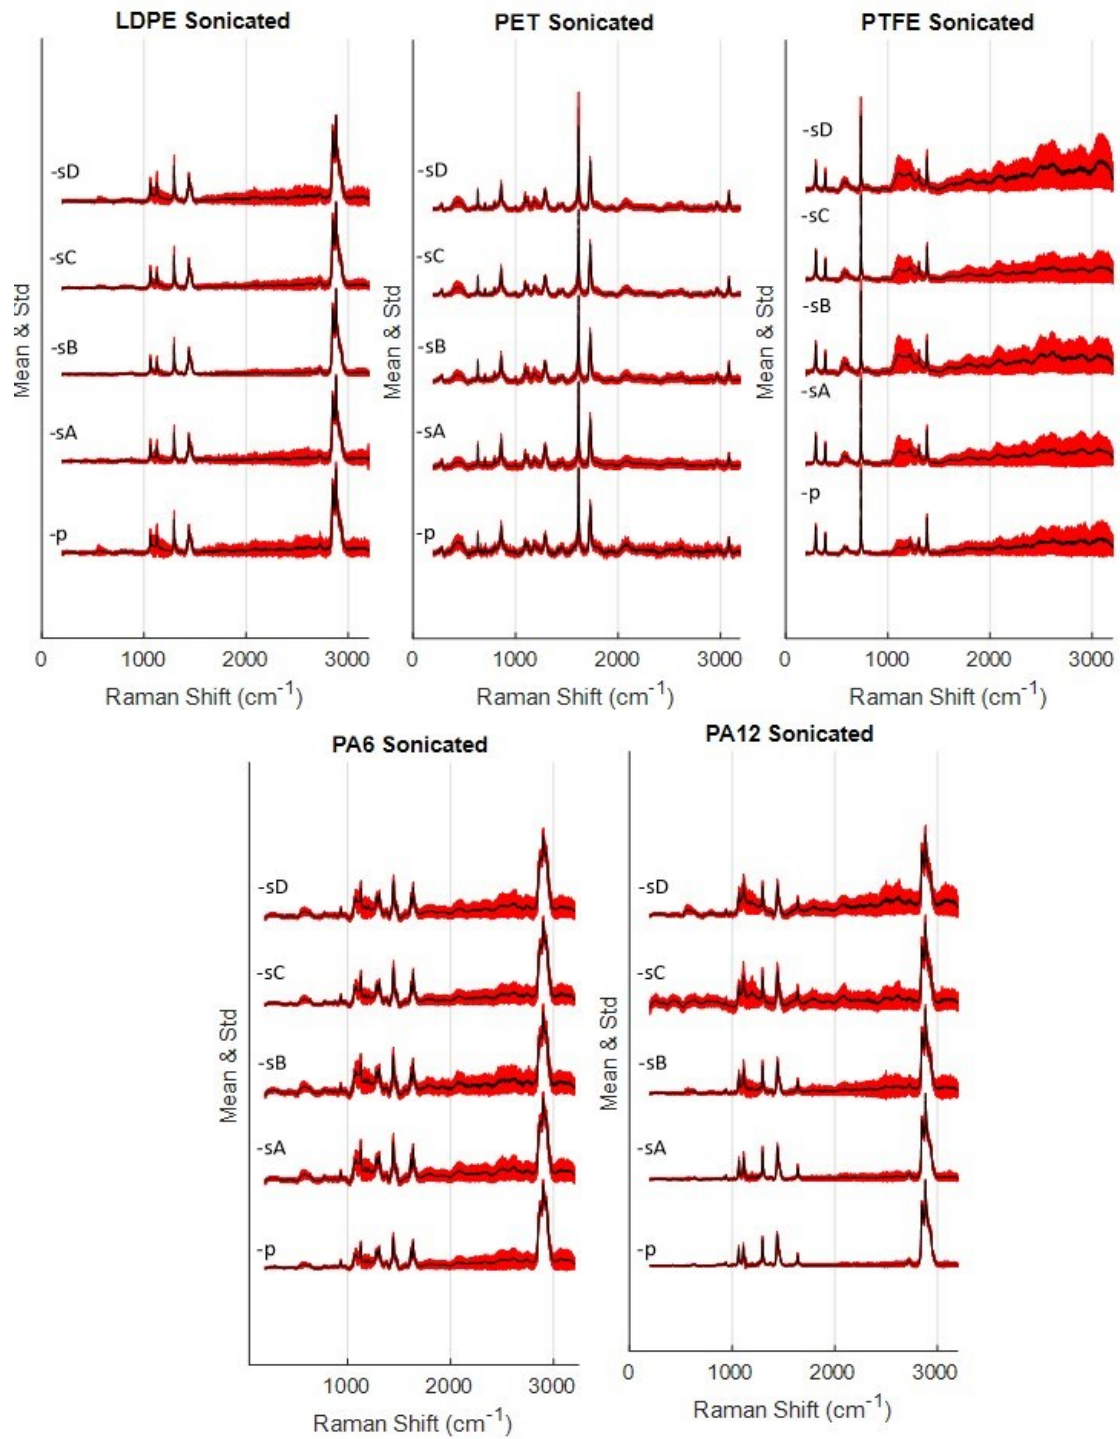 LDPE Sonicated
-sD
-sC
-sB
-sA
-p
Mean & Std
0 1000 2000 3000
Raman Shift (cm-1)
PET Sonicated
-sD
-sC
-sB
-sA
-p
Mean & Std
1000 2000 3000
Raman Shift (cm-1)
PTFE Sonicated
-sD
-sC
-sB
-sA
-p
Mean & Std
0 1000 2000 3000
Raman Shift (cm-1)
PA6 Sonicated
-sD
-sC
-sB
-sA
-p
Mean & Std
1000 2000 3000
Raman Shift (cm-1)
PA12 Sonicated
-sD
-sC
-sB
-sA
-p
Mean & Std
0 1000 2000 3000
Raman Shift (cm-1)